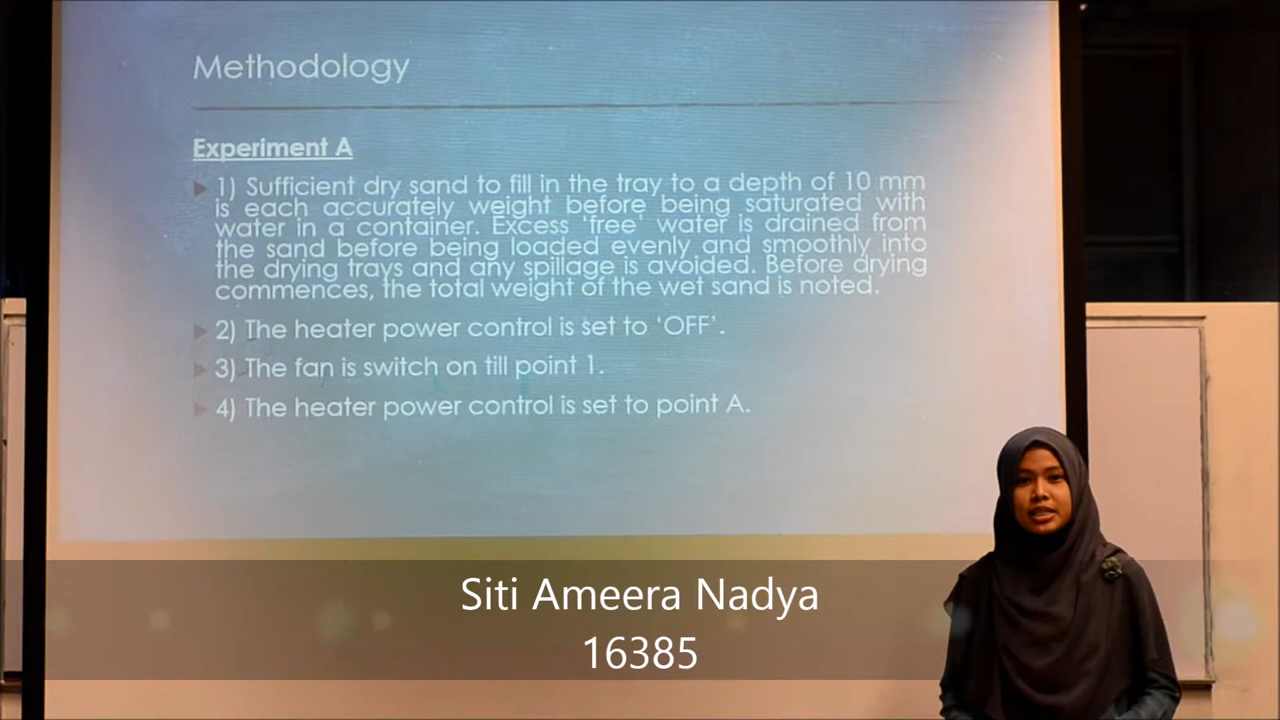 Methodology
Experiment A
1) Sufficient dry sand to fill in the tray to a depth of 10 mm
is each accurately weight before being saturated with
water in a container. Excess 'free' water is drained from
the sand before being loaded evenly and smoothly into
the drying trays and any spillage is avoided. Before drying
commences, the total weight of the wet sand is noted.
2) The heater power control is set to ‘OFF’.
3) The fan is switch on till point 1.
4) The heater power control is set to point A.
Siti Ameera Nadya
16385